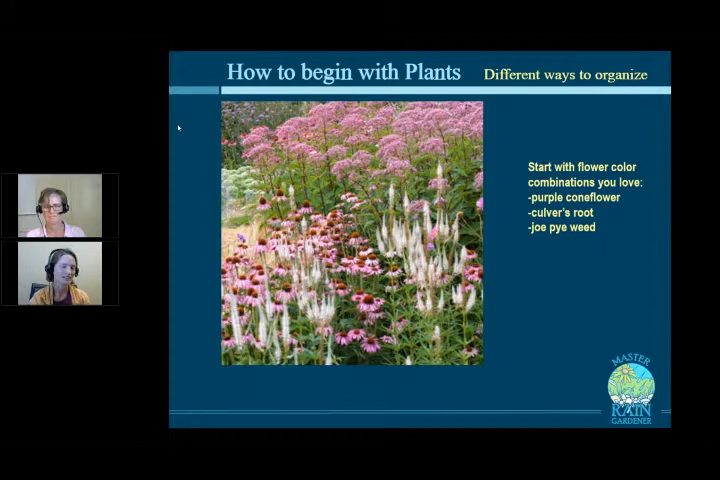 How to begin with Plants
Different ways to organize
Start with flower color
combinations you love:
-purple coneflower
-culver's root
-joe pye weed
MASTER
RAIN
GARDENER